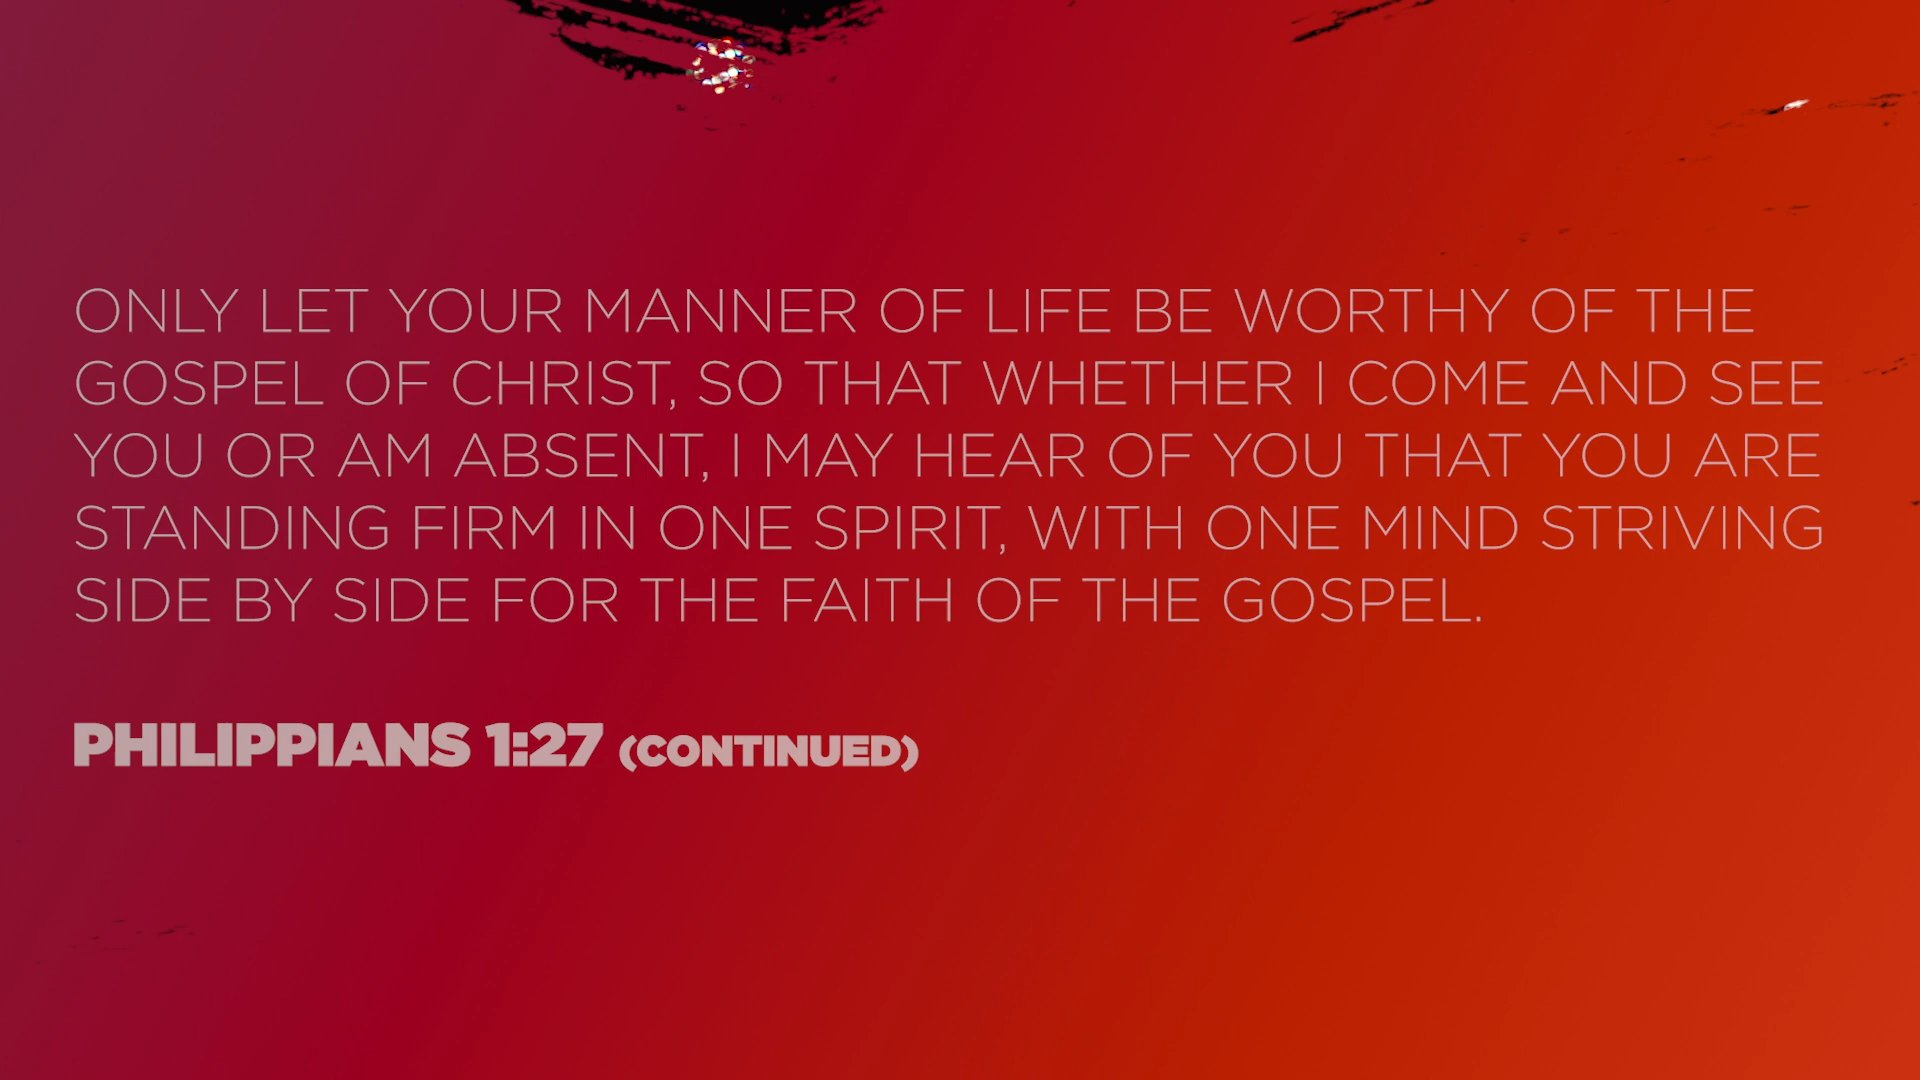 ONLY LET YOUR MANNER OF LIFE BE WORTHY OF THE
GOSPEL OF CHRIST, SO THAT WHETHER I COME AND SEE
YOU OR AM ABSENT, I MAY HEAR OF YOU THAT YOU ARE
STANDING FIRM IN ONE SPIRIT, WITH ONE MIND STRIVING
SIDE BY SIDE FOR THE FAITH OF THE GOSPEL.
PHILIPPIANS 1:27 (CONTINUED)